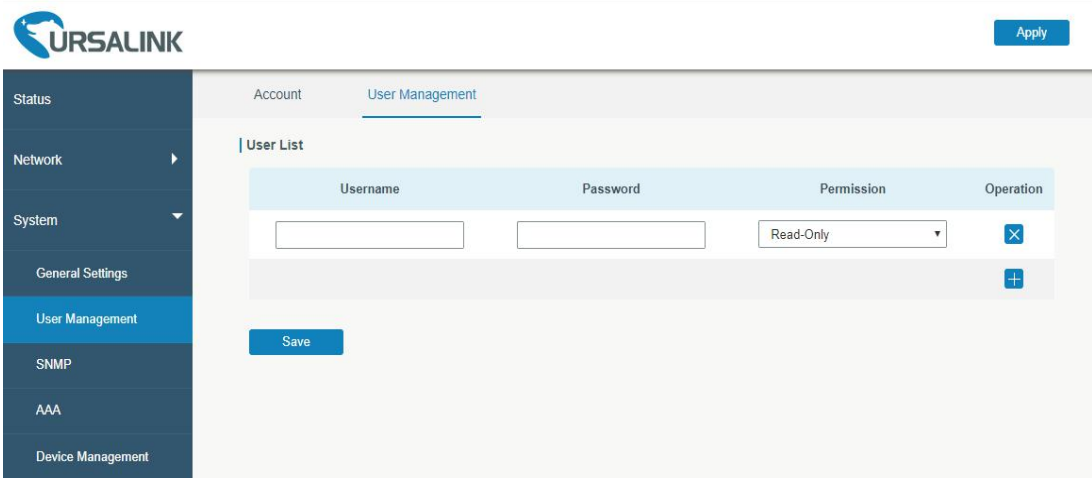 URSALINK
Apply
Status
Network
System
General Settings
User Management
SNMP
AAA
Device Management
Account User Management
User List
Username Password Permission Operation
Read-Only
Save